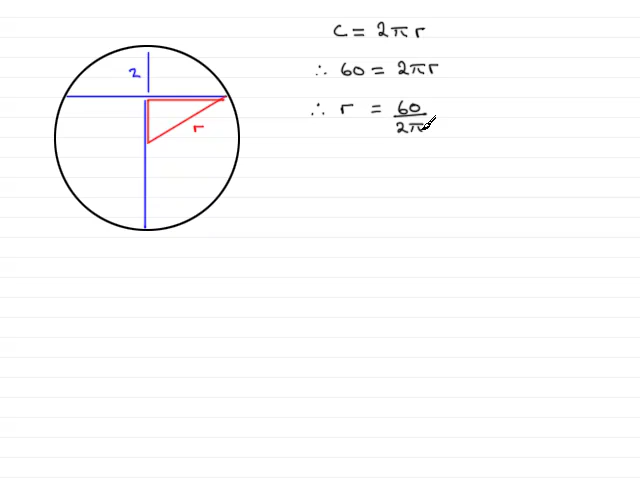 C = 2πr
∴ 60 = 2πr
∴ r = 60/2π
2
r